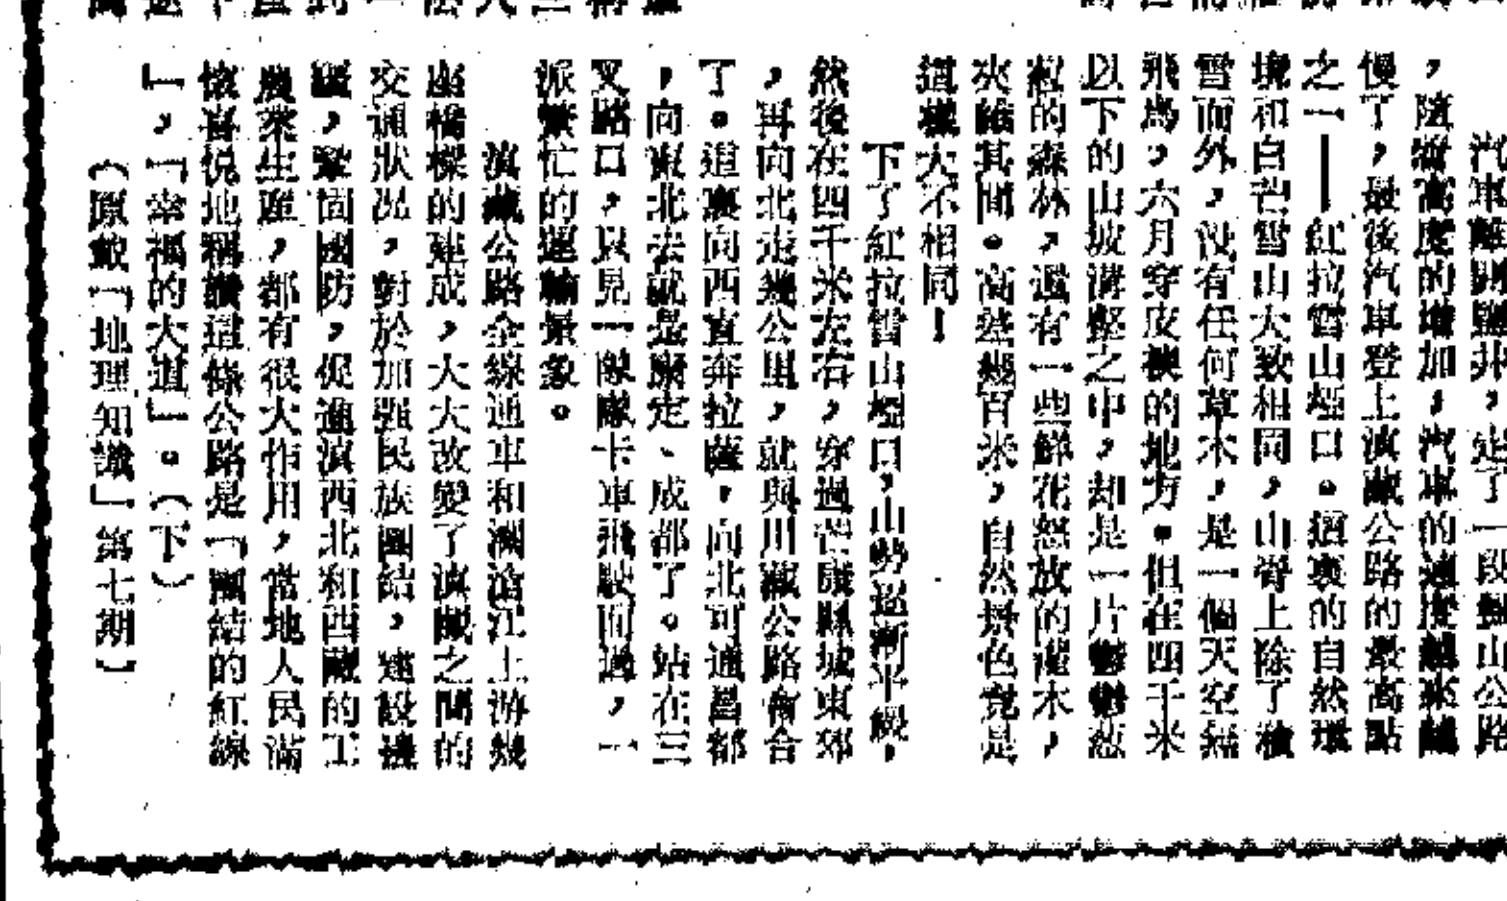 汽車離開鹽井，走了一段盤山公路
，隨着高度的增加，汽車的速度越來越
慢了，最後汽車登上滇藏公路的最高點
之一——紅拉雪山埡口。這裏的自然環
境和白芒雪山大致相同，山脊上除了積
雪而外，没有任何草木，是一個天空無
飛鳥，六月穿皮襖的地方。但在四千米
以下的山坡溝壑之中，却是一片鬱鬱葱
葱的森林，還有一些鮮花怒放的灌木，
夾雜其間。高差幾百米，自然景色竟是
這樣大不相同！
下了紅拉雪山埡口，山勢逐漸平緩，
然後在四千米左右，穿過芒康縣城東郊
，再向北走幾公里，就與川藏公路會合
了。這裏向西直奔拉薩，向北可通昌都
，向東北去就是康定、成都了。站在三
叉路口，只見一隊隊卡車飛駛而過，一
派繁忙的運輸景象。
滇藏公路全線通車和瀾滄江上游幾
座橋樑的建成，大大改變了滇藏之間的
交通狀况，對於加强民族團結，建設邊
疆，鞏固國防，促進滇西北和西藏的工
農業生産，都有很大作用，當地人民滿
懷喜悦地稱讚這條公路是「團結的紅線
」，「幸福的大道」。（下）
（原載「地理知識」第七期）